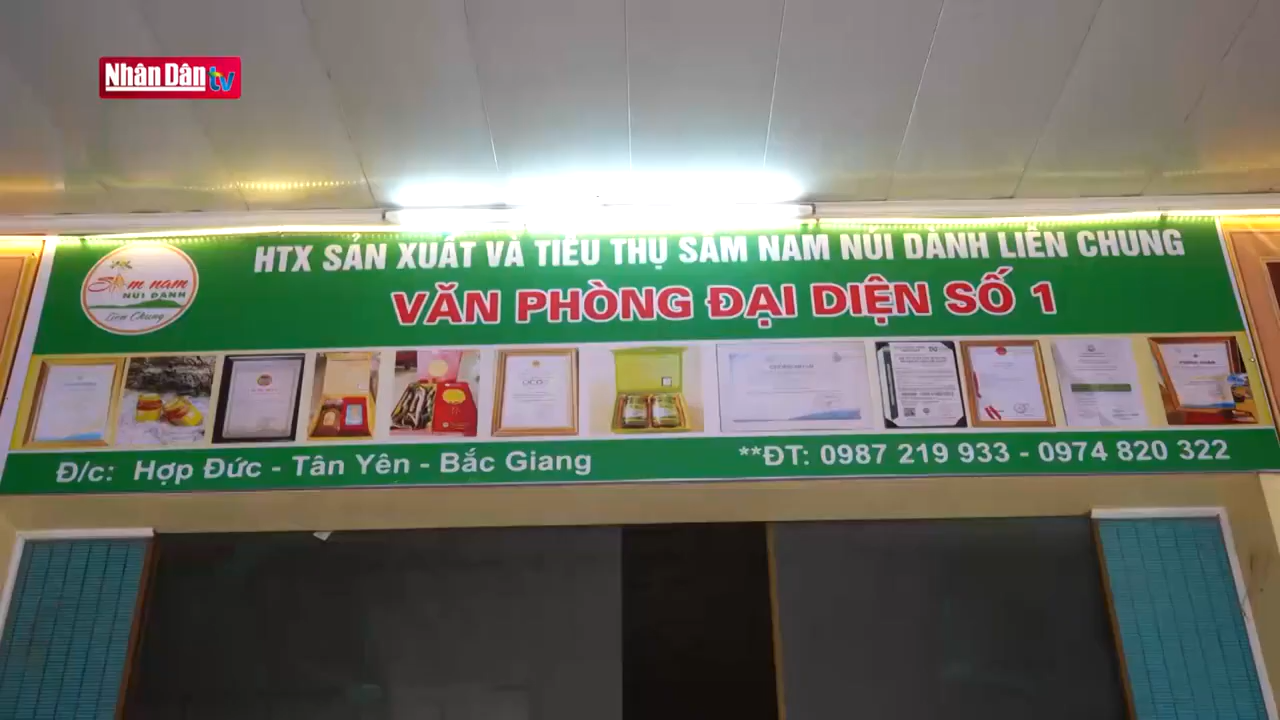 Nhân Dân tv
HTX SẢN XUẤT VÀ TIÊU THỤ SÂM NAM NÚI DÀNH LIÊN CHUNG
Sâm nam
NÚI DÀNH
Liên Chung
VĂN PHÒNG ĐẠI DIỆN SỐ 1
Đ/c: Hợp Đức - Tân Yên - Bắc Giang
**ĐT: 0987 219 933 - 0974 820 322